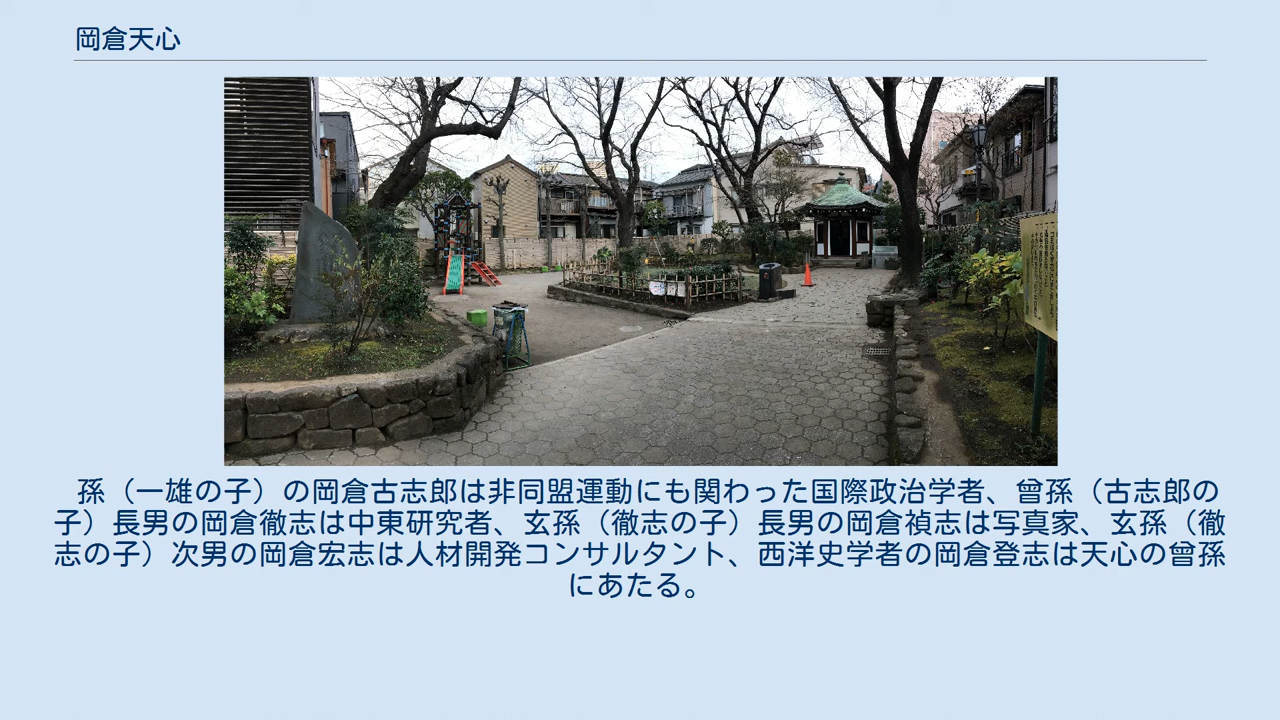 岡倉天心
孫（一雄の子）の岡倉古志郎は非同盟運動にも関わった国際政治学者、曾孫（古志郎の
子）長男の岡倉徹志は中東研究者、玄孫（徹志の子）長男の岡倉禎志は写真家、玄孫（徹
志の子）次男の岡倉宏志は人材開発コンサルタント、西洋史学者の岡倉登志は天心の曾孫
にあたる。